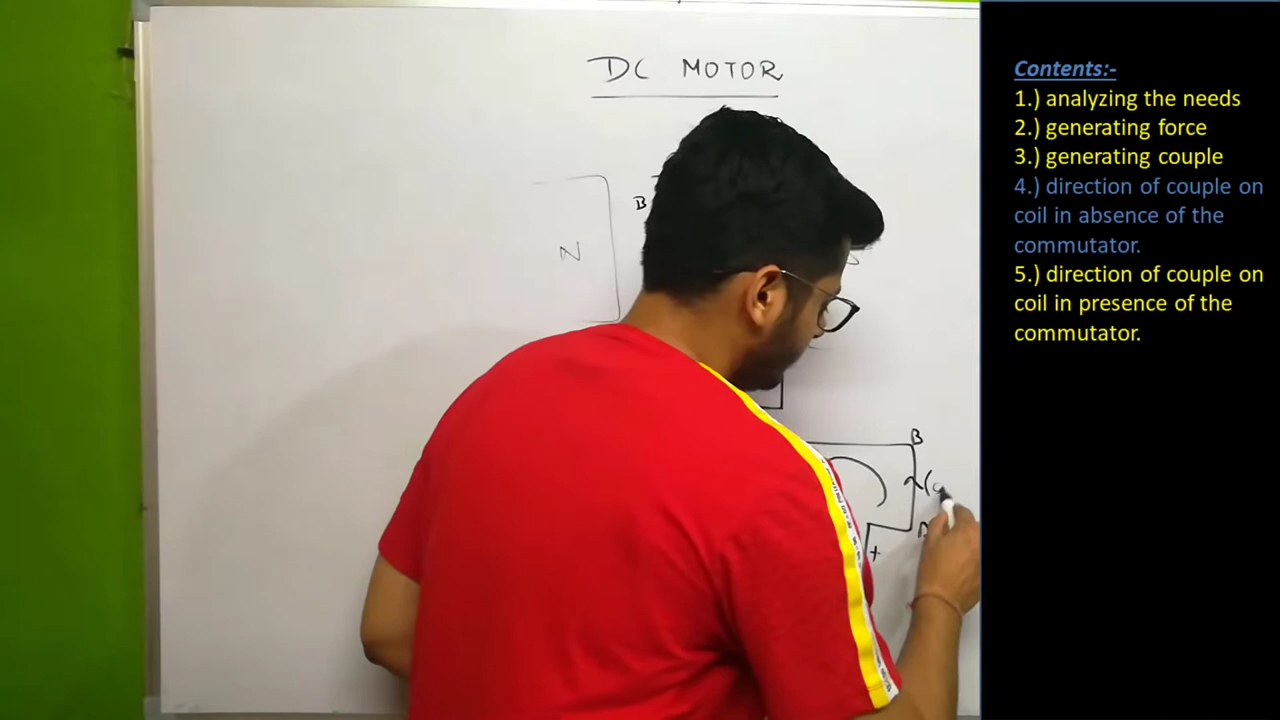 DC MOTOR
B
N
B
+
Contents:-
1.) analyzing the needs
2.) generating force
3.) generating couple
4.) direction of couple on
coil in absence of the
commutator.
5.) direction of couple on
coil in presence of the
commutator.